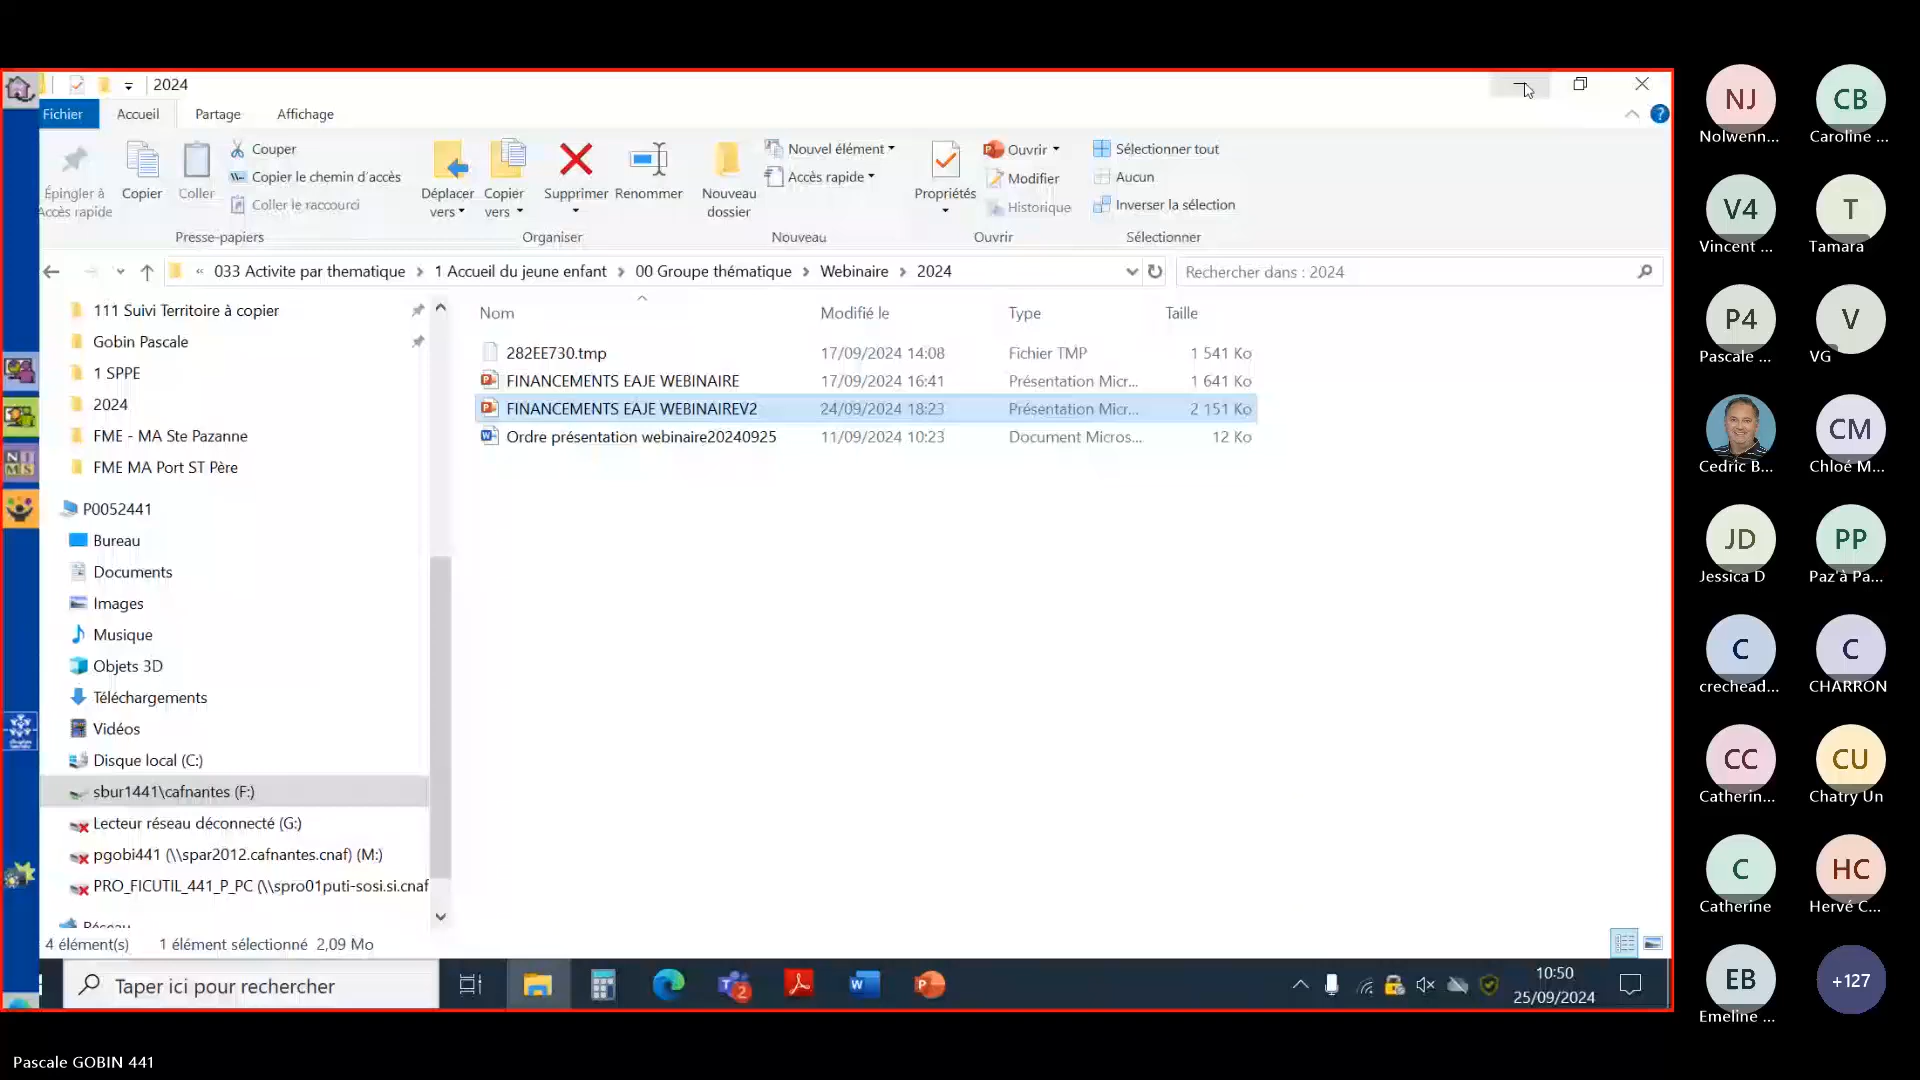 2024
Fichier
Accueil
Partage
Affichage
?
Épingler à
Accès rapide
Copier
Coller
Couper
Copier le chemin d'accès
Coller le raccourci
Presse-papiers
Déplacer
vers
Copier
vers
Supprimer
Renommer
Organiser
Nouveau
dossier
Nouvel élément
Accès rapide
Nouveau
Propriétés
Ouvrir
Modifier
Historique
Ouvrir
Sélectionner tout
Aucun
Inverser la sélection
Sélectionner
« 033 Activite par thematique > 1 Accueil du jeune enfant > 00 Groupe thématique > Webinaire > 2024
Rechercher dans : 2024
111 Suivi Territoire à copier
Gobin Pascale
1 SPPE
2024
FME - MA Ste Pazanne
FME MA Port ST Père
P0052441
Bureau
Documents
Images
Musique
Objets 3D
Téléchargements
Vidéos
Disque local (C:)
sbur1441\cafnantes (F:)
Lecteur réseau déconnecté (G:)
pgobi441 (\\spar2012.cafnantes.cnaf) (M:)
PRO_FICUTIL_441_P_PC (\\spro01puti-sosi.si.cnaf
Réseau
Nom Modifié le Type Taille
282EE730.tmp 17/09/2024 14:08 Fichier TMP 1 541 Ko
FINANCEMENTS EAJE WEBINAIRE 17/09/2024 16:41 Présentation Micr... 1 641 Ko
FINANCEMENTS EAJE WEBINAIREV2 24/09/2024 18:23 Présentation Micr... 2 151 Ko
Ordre présentation webinaire20240925 11/09/2024 10:23 Document Micros... 12 Ko
4 élément(s) 1 élément sélectionné 2,09 Mo
Taper ici pour rechercher
2
10:50
25/09/2024
NJ
Nolwenn...
CB
Caroline ...
V4
Vincent ...
T
Tamara
P4
Pascale ...
V
VG
Cedric B...
CM
Chloé M...
JD
Jessica D
PP
Paz'à Pa...
C
crechead...
C
CHARRON
CC
Catherin...
CU
Chatry Un
C
Catherine
HC
Hervé C...
EB
Emeline ...
+127
Pascale GOBIN 441